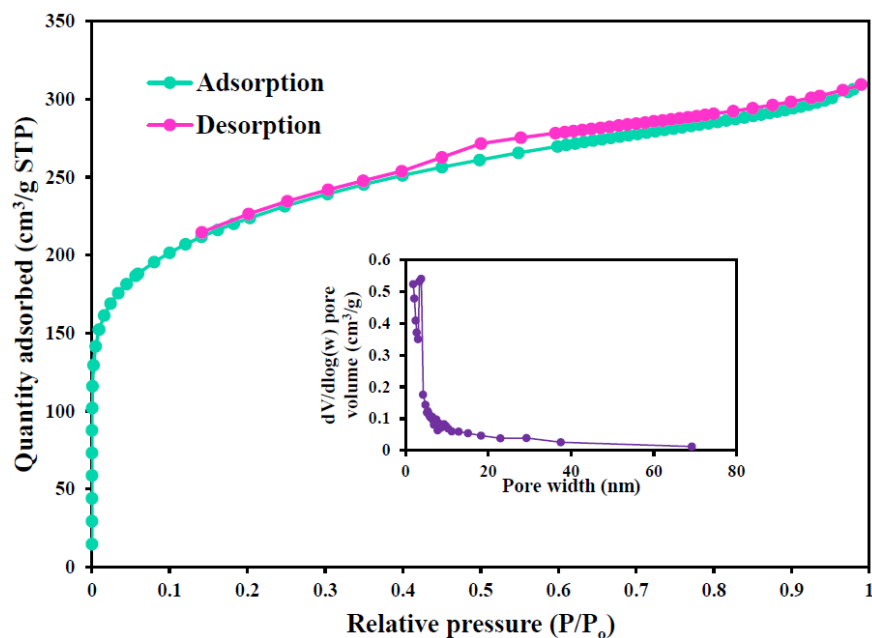 350
300
250
200
150
100
50
0
Quantity adsorbed (cm³/g STP)
Adsorption
Desorption
0.6
0.5
0.4
0.3
0.2
0.1
0
dV/dlog(w) pore
volume (cm³/g)
0 20 40 60 80
Pore width (nm)
0 0.1 0.2 0.3 0.4 0.5 0.6 0.7 0.8 0.9 1
Relative pressure (P/Pₒ)